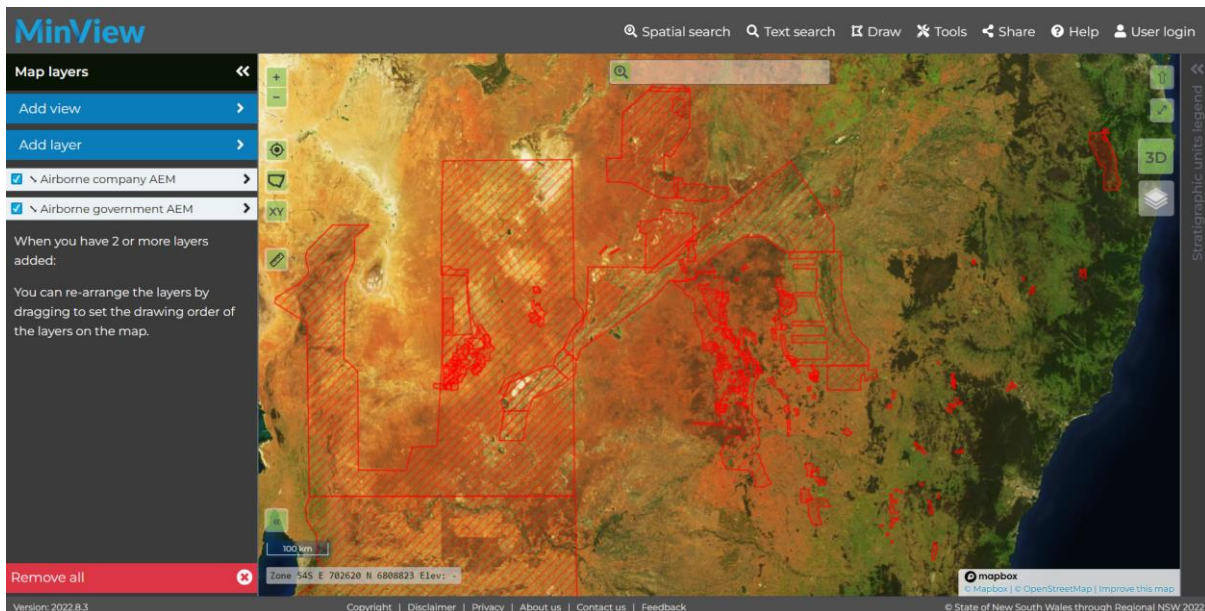 MinView
Spatial search
Text search
Draw
Tools
Share
Help
User login
Map layers
Add view
Add layer
Airborne company AEM
Airborne government AEM
When you have 2 or more layers
added:
You can re-arrange the layers by
dragging to set the drawing order of
the layers on the map.
Remove all
XY
3D
Stratigraphic units legend
100 km
Zone 54S E 702620 N 6808823 Elev: -
mapbox
© Mapbox | © OpenStreetMap | Improve this map
Version: 2022.8.3
Copyright | Disclaimer | Privacy | About us | Contact us | Feedback
© State of New South Wales through Regional NSW 2022